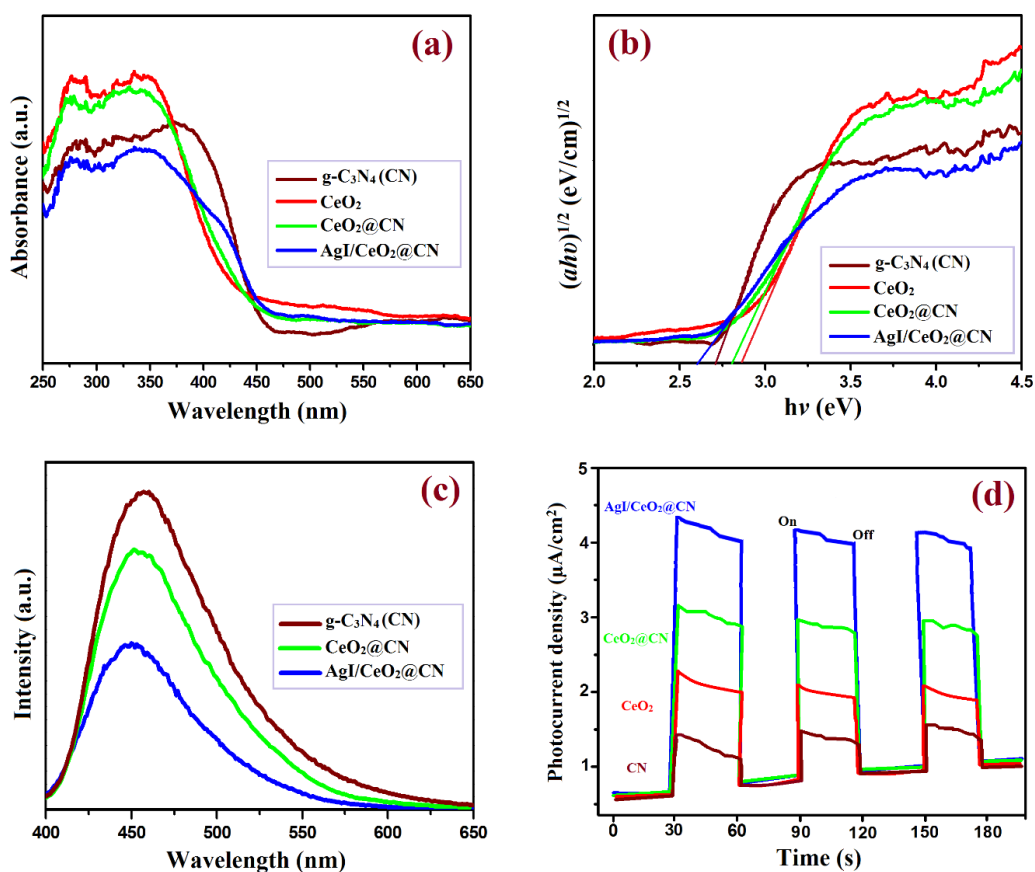 (a)
Absorbance (a.u.)
g-C₃N₄ (CN)
CeO₂
CeO₂@CN
AgI/CeO₂@CN
250 300 350 400 450 500 550 600 650
Wavelength (nm)
(b)
(αhυ)¹/² (eV/cm)¹/²
g-C₃N₄ (CN)
CeO₂
CeO₂@CN
AgI/CeO₂@CN
2.0 2.5 3.0 3.5 4.0 4.5
hν (eV)
(c)
Intensity (a.u.)
g-C₃N₄ (CN)
CeO₂@CN
AgI/CeO₂@CN
400 450 500 550 600 650
Wavelength (nm)
(d)
Photocurrent density (µA/cm²)
5
4
3
2
1
AgI/CeO₂@CN
On
Off
CeO₂@CN
CeO₂
CN
0 30 60 90 120 150 180
Time (s)